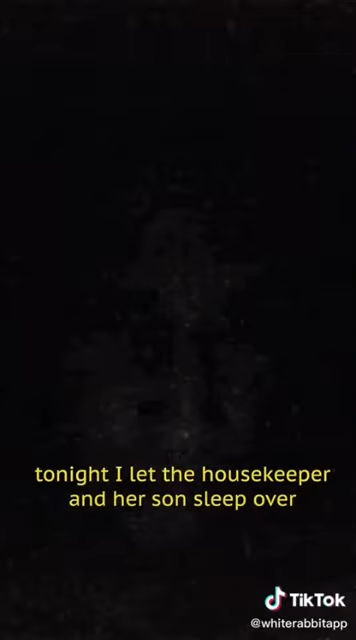 tonight I let the housekeeper
and her son sleep over
TikTok
@whiterabbitapp